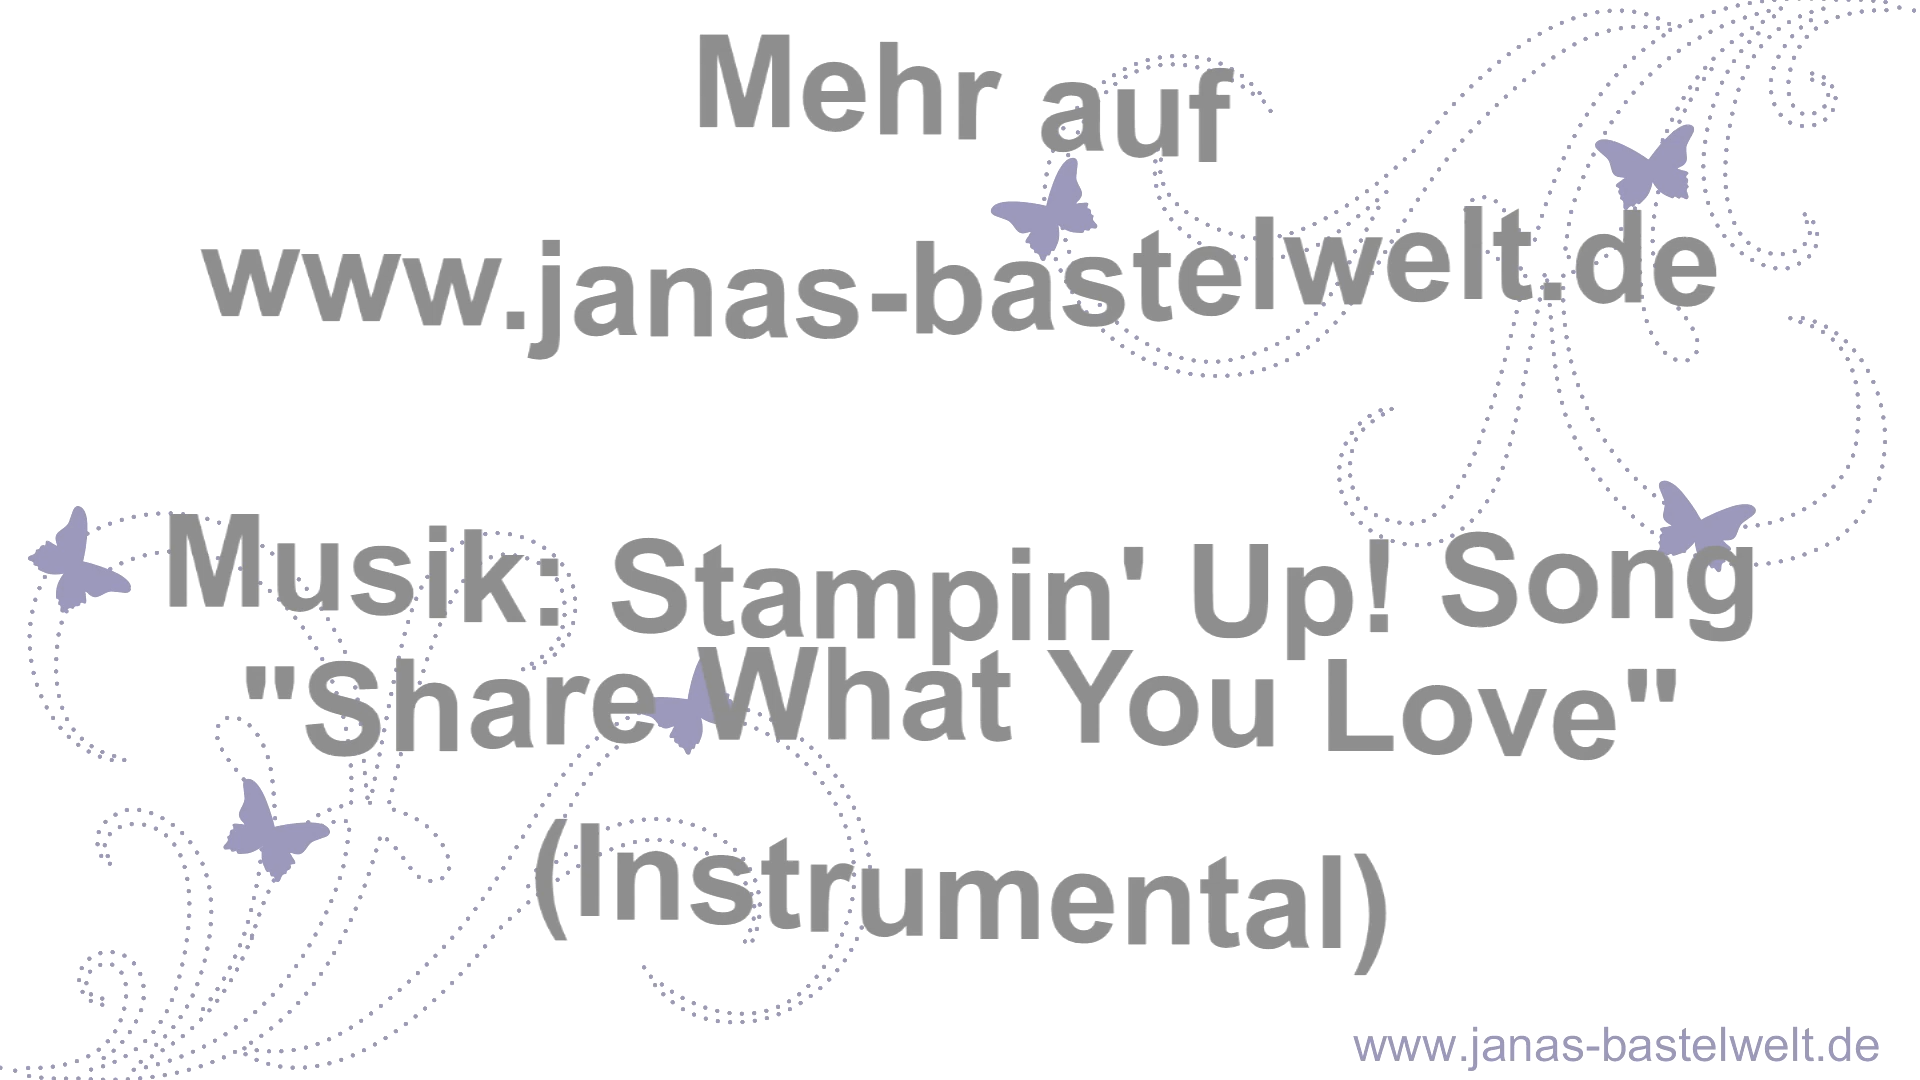 Mehr auf
www.janas-bastelwelt.de
Musik: Stampin' Up! Song
"Share What You Love"
(Instrumental)
www.janas-bastelwelt.de